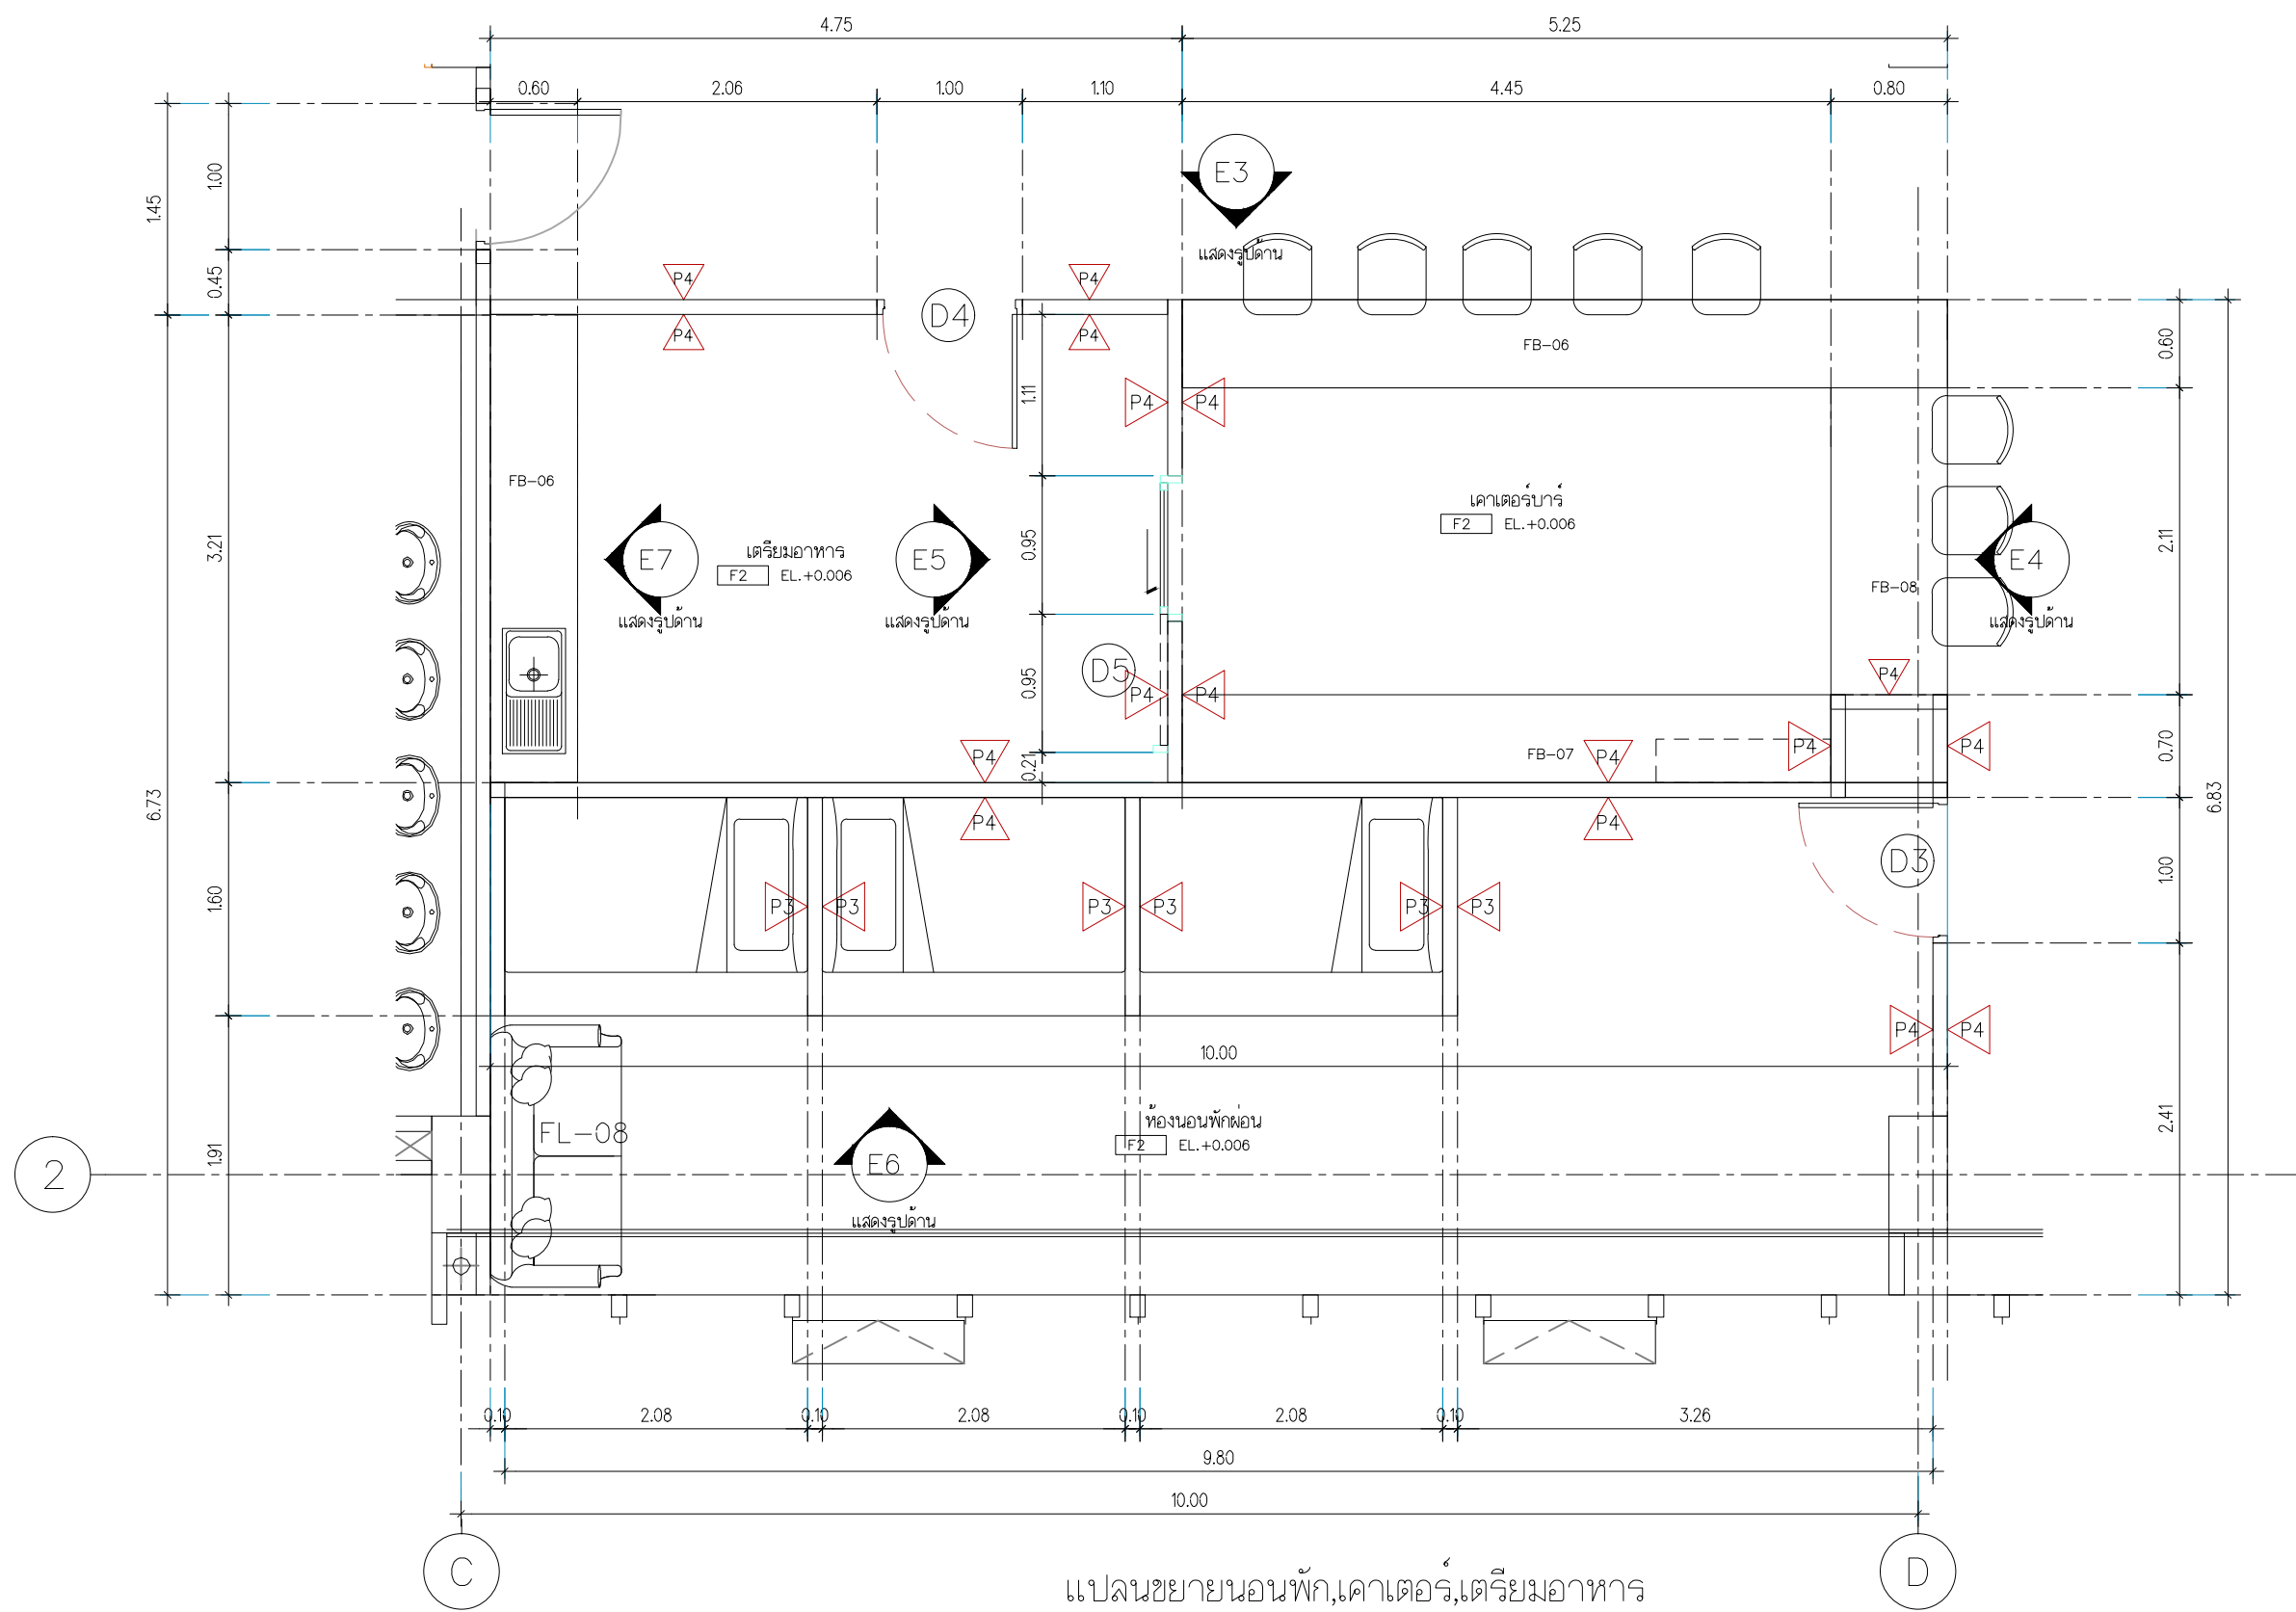 4.75 5.25
0.60 2.06 1.00 1.10 4.45 0.80
E3
แสดงรูปด้าน
1.00
1.45
0.45
P4 P4
D4
P4 P4
FB-06
0.60
1.11
P4 P4
FB-06
เคาเตอร์บาร์
F2 EL.+0.006
3.21
0.95
2.11
E7
เตรียมอาหาร
F2 EL.+0.006
E5
E4
แสดงรูปด้าน
แสดงรูปด้าน
FB-08
แสดงรูปด้าน
D5
0.95
P4 P4
P4
0.21
P4
FB-07
P4
P4
P4
0.70
6.73
6.83
P4
P4
D3
1.60
1.00
P3 P3 P3 P3 P3 P3
P4 P4
10.00
ห้องนอนพักผ่อน
F2 EL.+0.006
FL-08
E6
แสดงรูปด้าน
1.91
2.41
2
0.10 2.08 0.10 2.08 0.10 2.08 0.10 3.26
9.80
10.00
C D
แปลนขยายนอนพัก,เคาเตอร์,เตรียมอาหาร